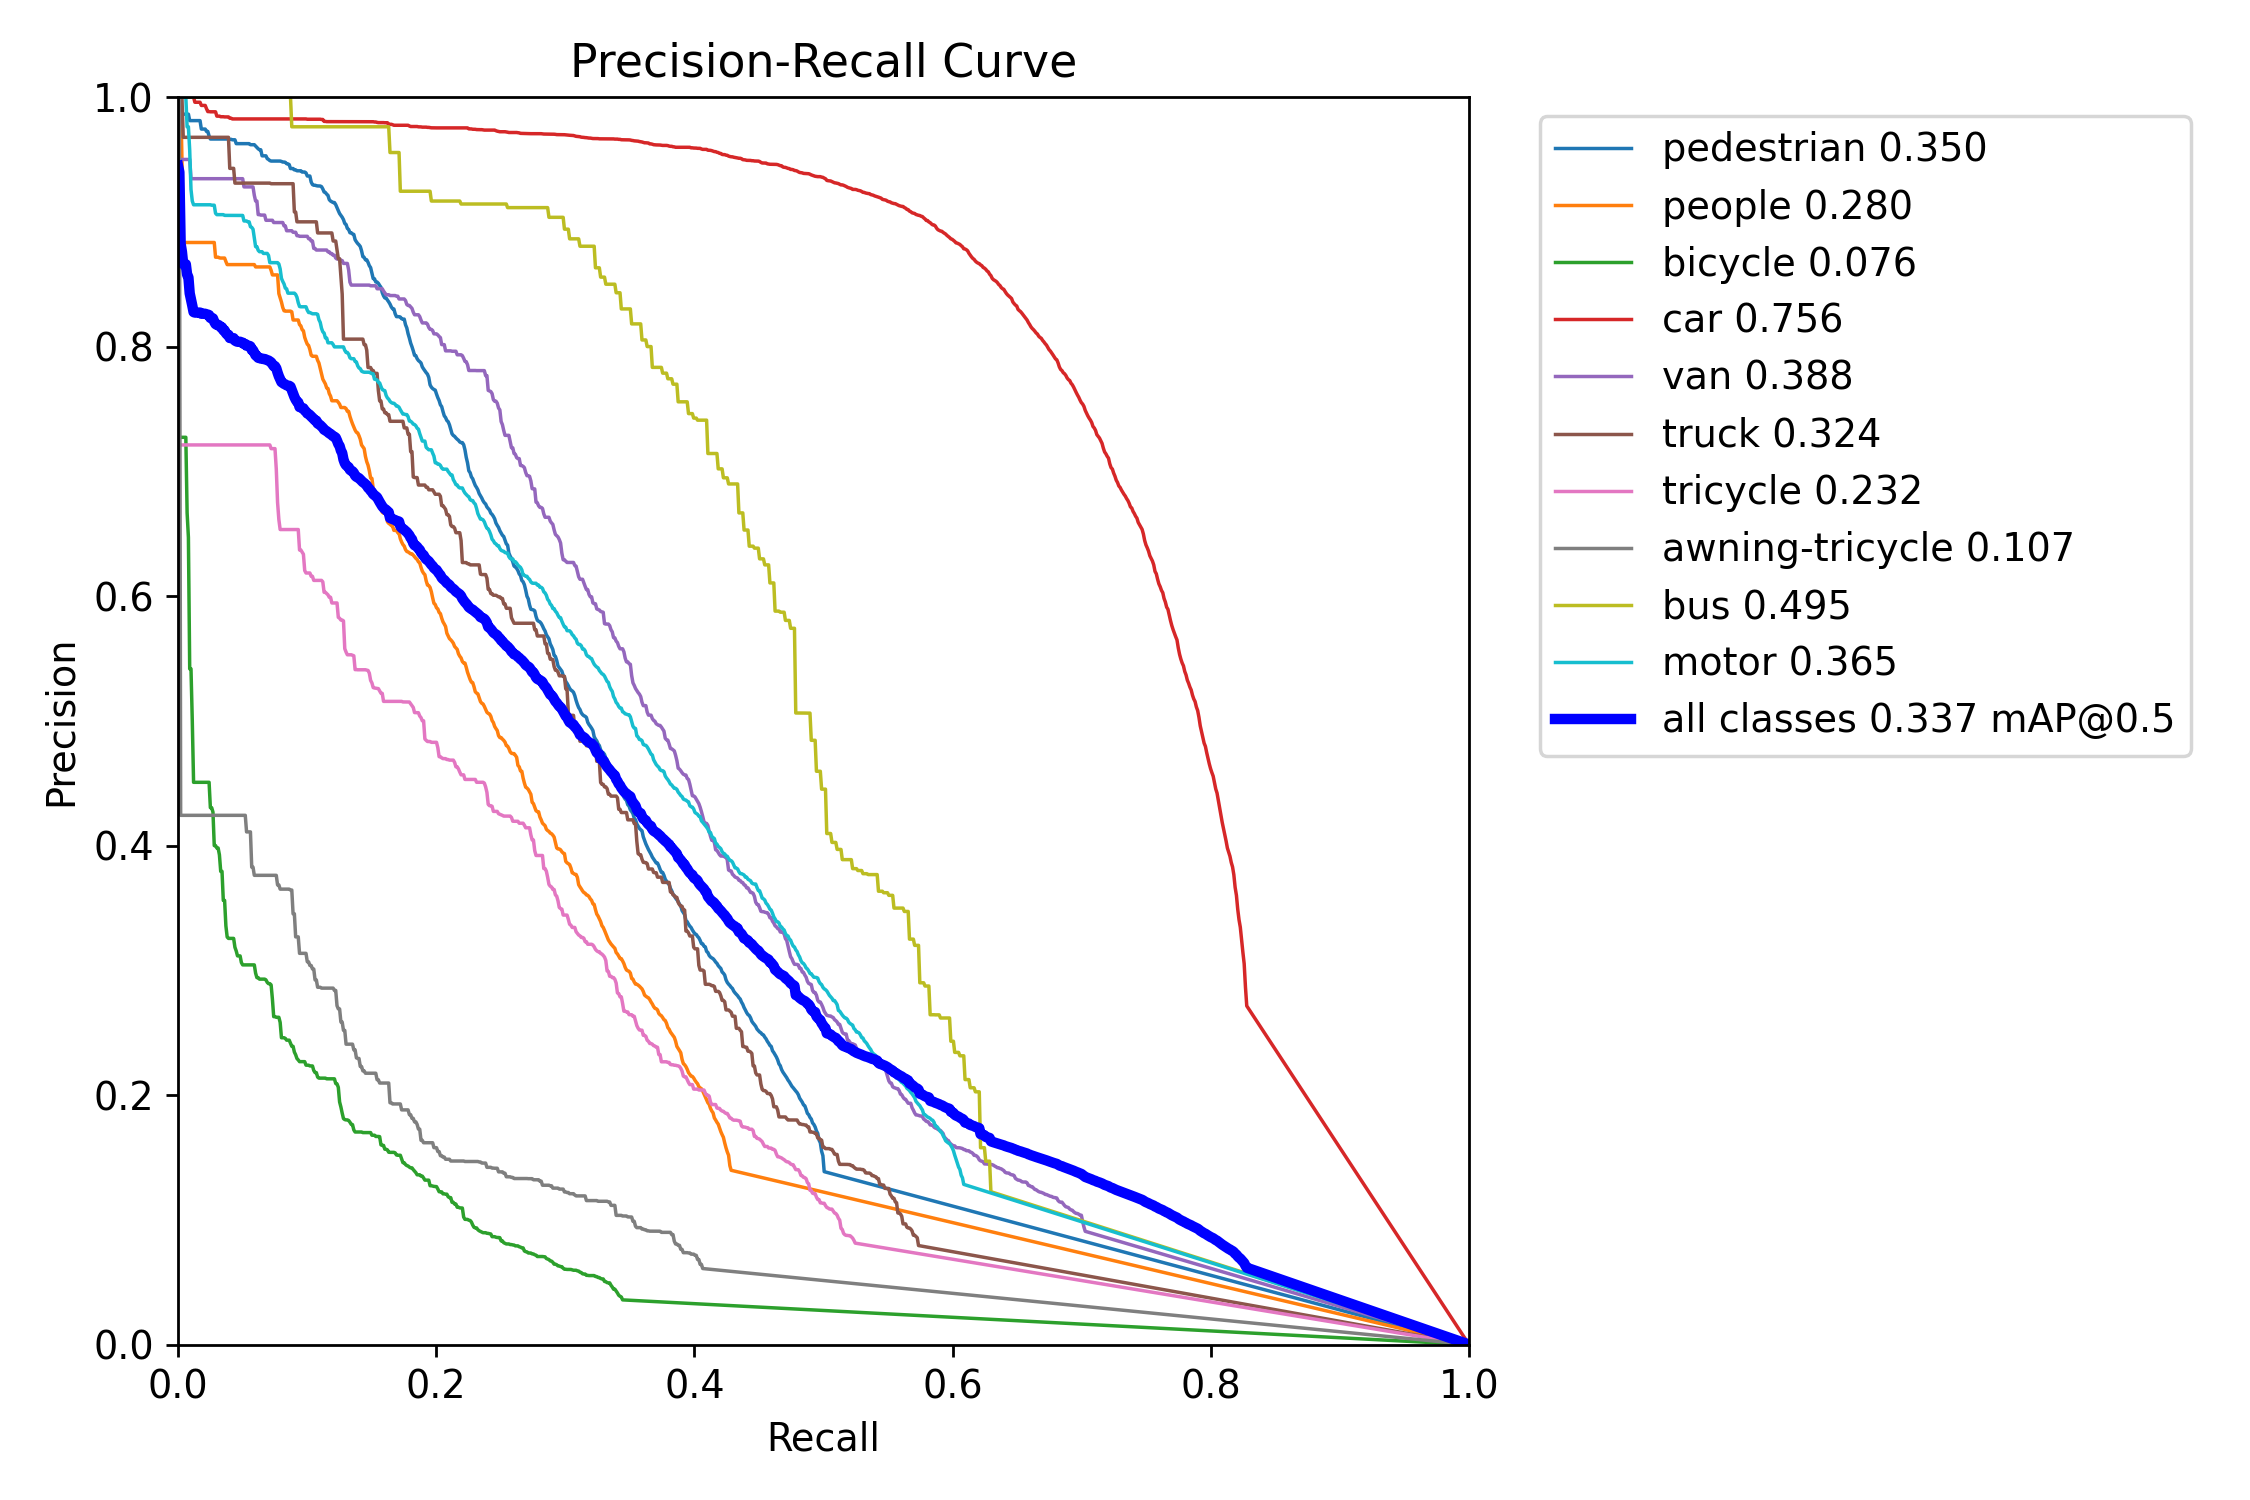 Precision-Recall Curve
1.0
0.8
0.6
0.4
0.2
0.0
Precision
0.0 0.2 0.4 0.6 0.8 1.0
Recall
pedestrian 0.350
people 0.280
bicycle 0.076
car 0.756
van 0.388
truck 0.324
tricycle 0.232
awning-tricycle 0.107
bus 0.495
motor 0.365
all classes 0.337 mAP@0.5